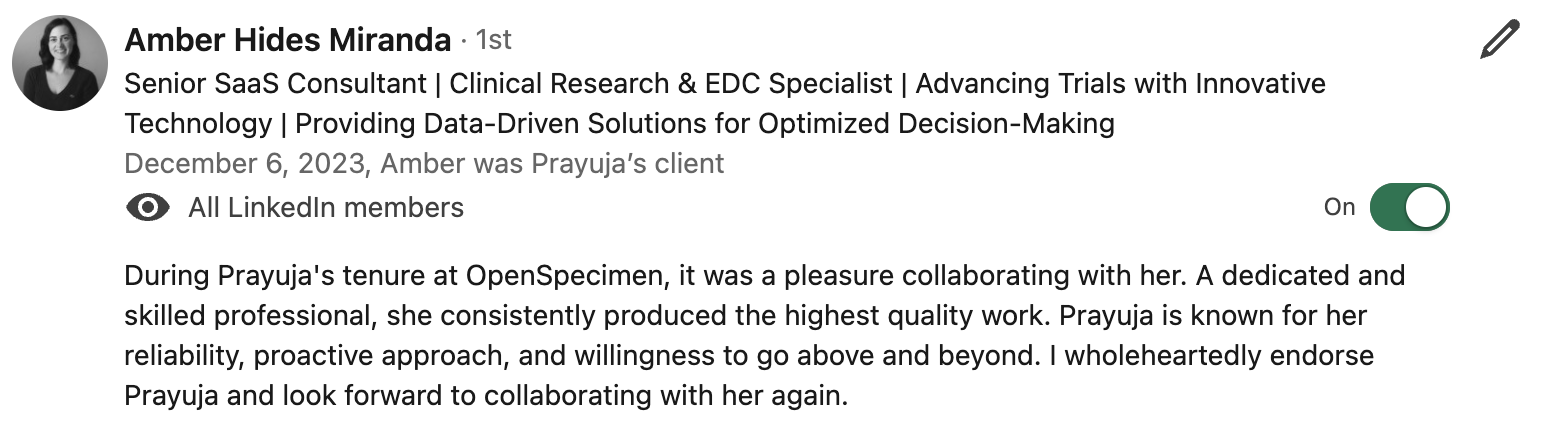 Amber Hides Miranda · 1st
Senior SaaS Consultant | Clinical Research & EDC Specialist | Advancing Trials with Innovative
Technology | Providing Data-Driven Solutions for Optimized Decision-Making
December 6, 2023, Amber was Prayuja’s client
All LinkedIn members
On
During Prayuja's tenure at OpenSpecimen, it was a pleasure collaborating with her. A dedicated and
skilled professional, she consistently produced the highest quality work. Prayuja is known for her
reliability, proactive approach, and willingness to go above and beyond. I wholeheartedly endorse
Prayuja and look forward to collaborating with her again.